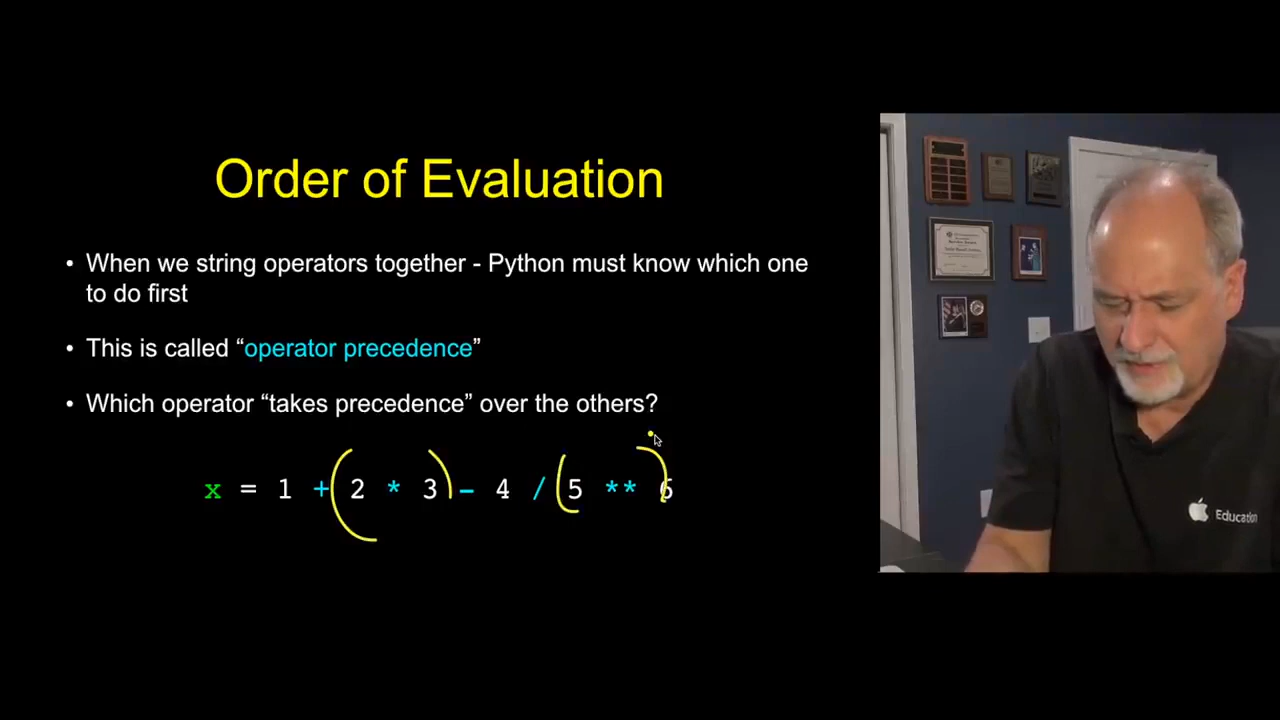 Order of Evaluation
• When we string operators together - Python must know which one
to do first
• This is called “operator precedence”
• Which operator “takes precedence” over the others?
x = 1 + ( 2 * 3 ) - 4 / ( 5 ** 6 )
Education